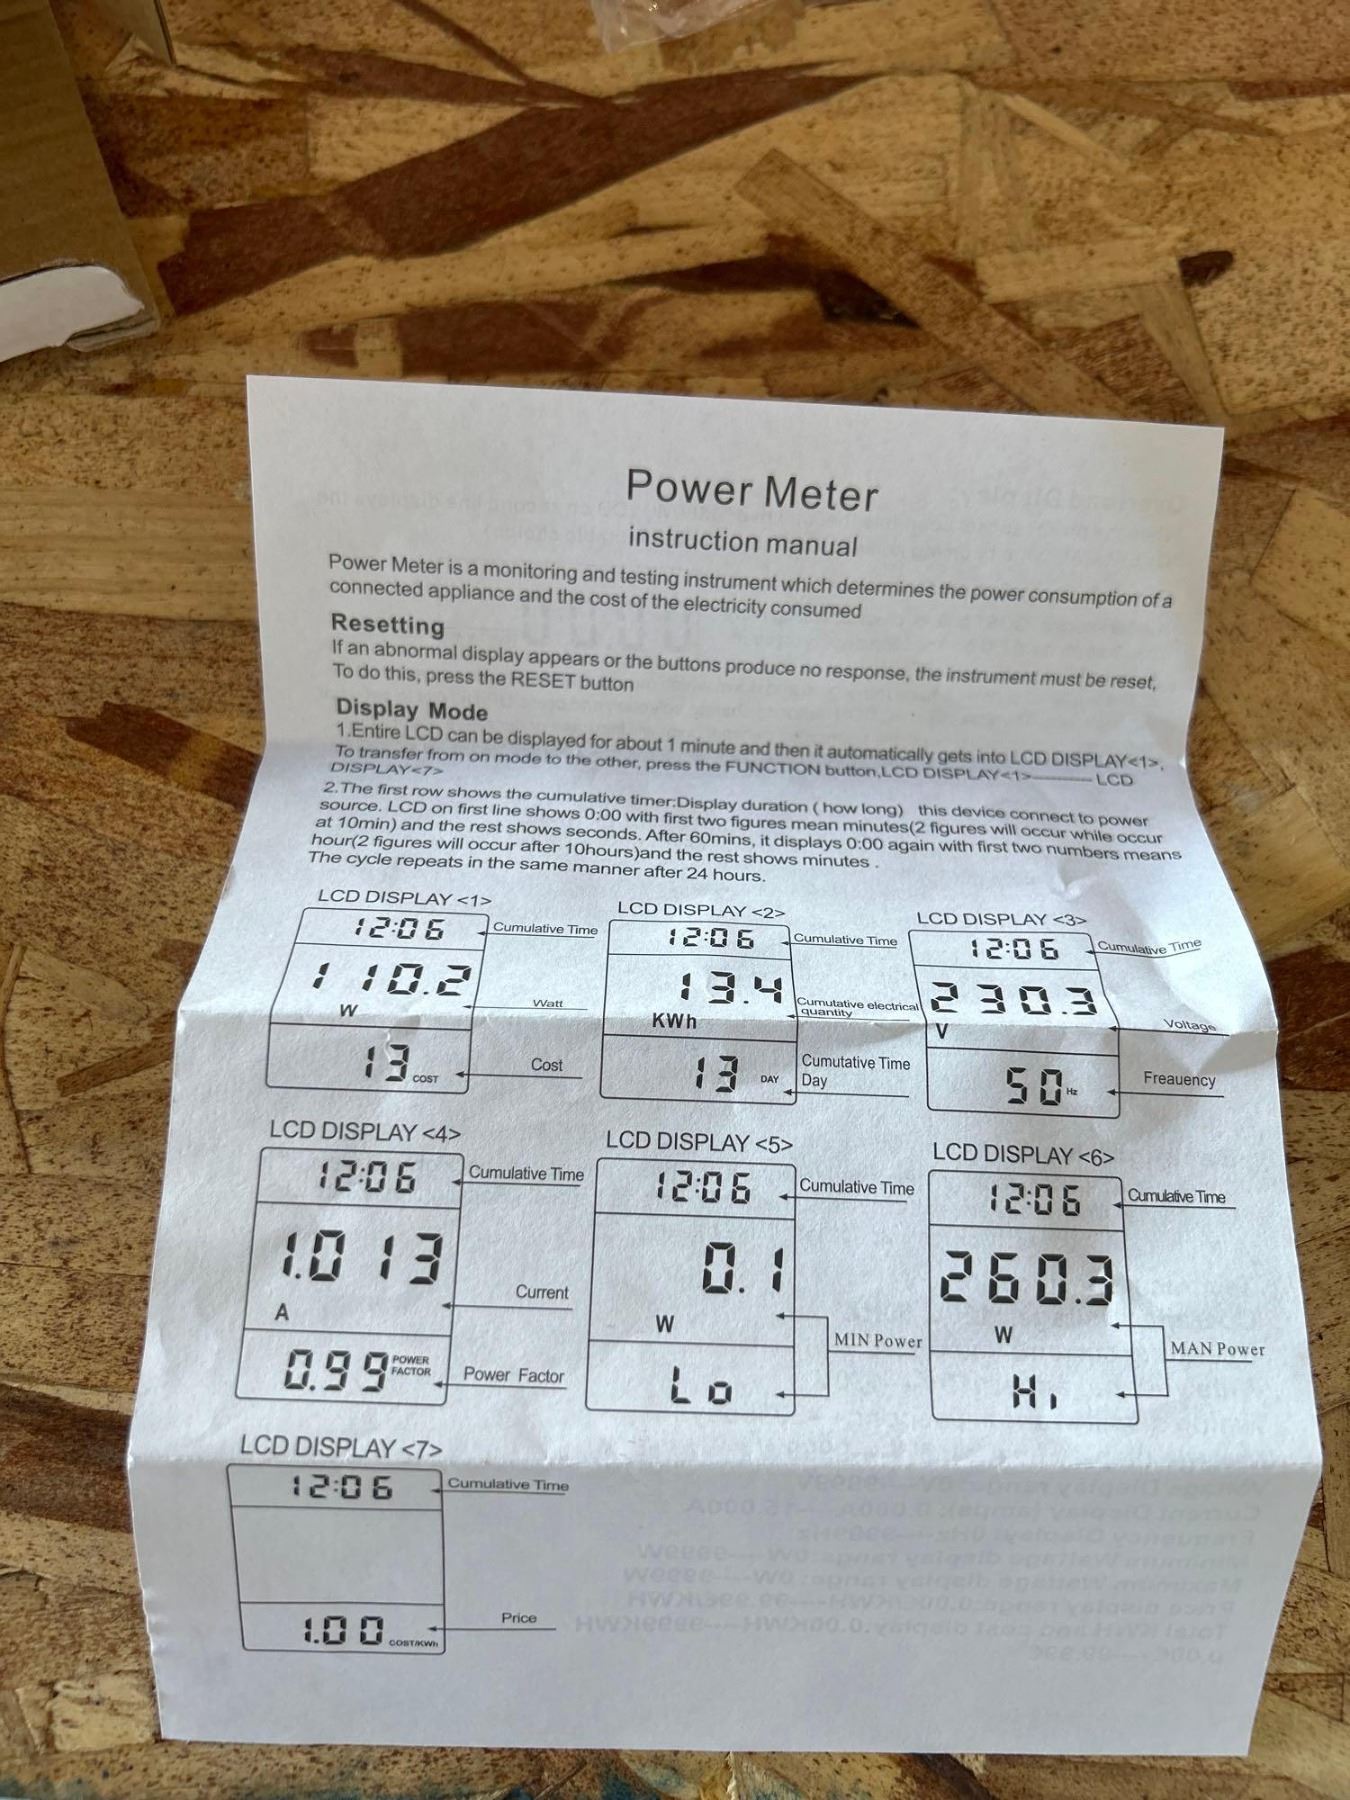 Power Meter
instruction manual
Power Meter is a monitoring and testing instrument which determines the power consumption of a
connected appliance and the cost of the electricity consumed
Resetting
If an abnormal display appears or the buttons produce no response, the instrument must be reset,
To do this, press the RESET button
Display Mode
1.Entire LCD can be displayed for about 1 minute and then it automatically gets into LCD DISPLAY<1>,
To transfer from on mode to the other, press the FUNCTION button,LCD DISPLAY<1>——— LCD
DISPLAY<7>
2.The first row shows the cumulative timer:Display duration ( how long) this device connect to power
source. LCD on first line shows 0:00 with first two figures mean minutes(2 figures will occur while occur
at 10min) and the rest shows seconds. After 60mins, it displays 0:00 again with first two numbers means
hour(2 figures will occur after 10hours)and the rest shows minutes .
The cycle repeats in the same manner after 24 hours.
LCD DISPLAY <1>
12:06 Cumulative Time
110.2
W Watt
13 COST Cost
LCD DISPLAY <2>
12:06 Cumulative Time
13.4
KWh Cumutative electrical
quantity
13 DAY Cumutative Time
Day
LCD DISPLAY <3>
12:06 Cumulative Time
230.3
V Voltage
50 Hz Freauency
LCD DISPLAY <4>
12:06 Cumulative Time
1.013
A Current
0.99 POWER
FACTOR Power Factor
LCD DISPLAY <5>
12:06 Cumulative Time
0.1
W MIN Power
Lo
LCD DISPLAY <6>
12:06 Cumulative Time
260.3
W MAN Power
Hi
LCD DISPLAY <7>
12:06 Cumulative Time
1.00 COST/KWh Price